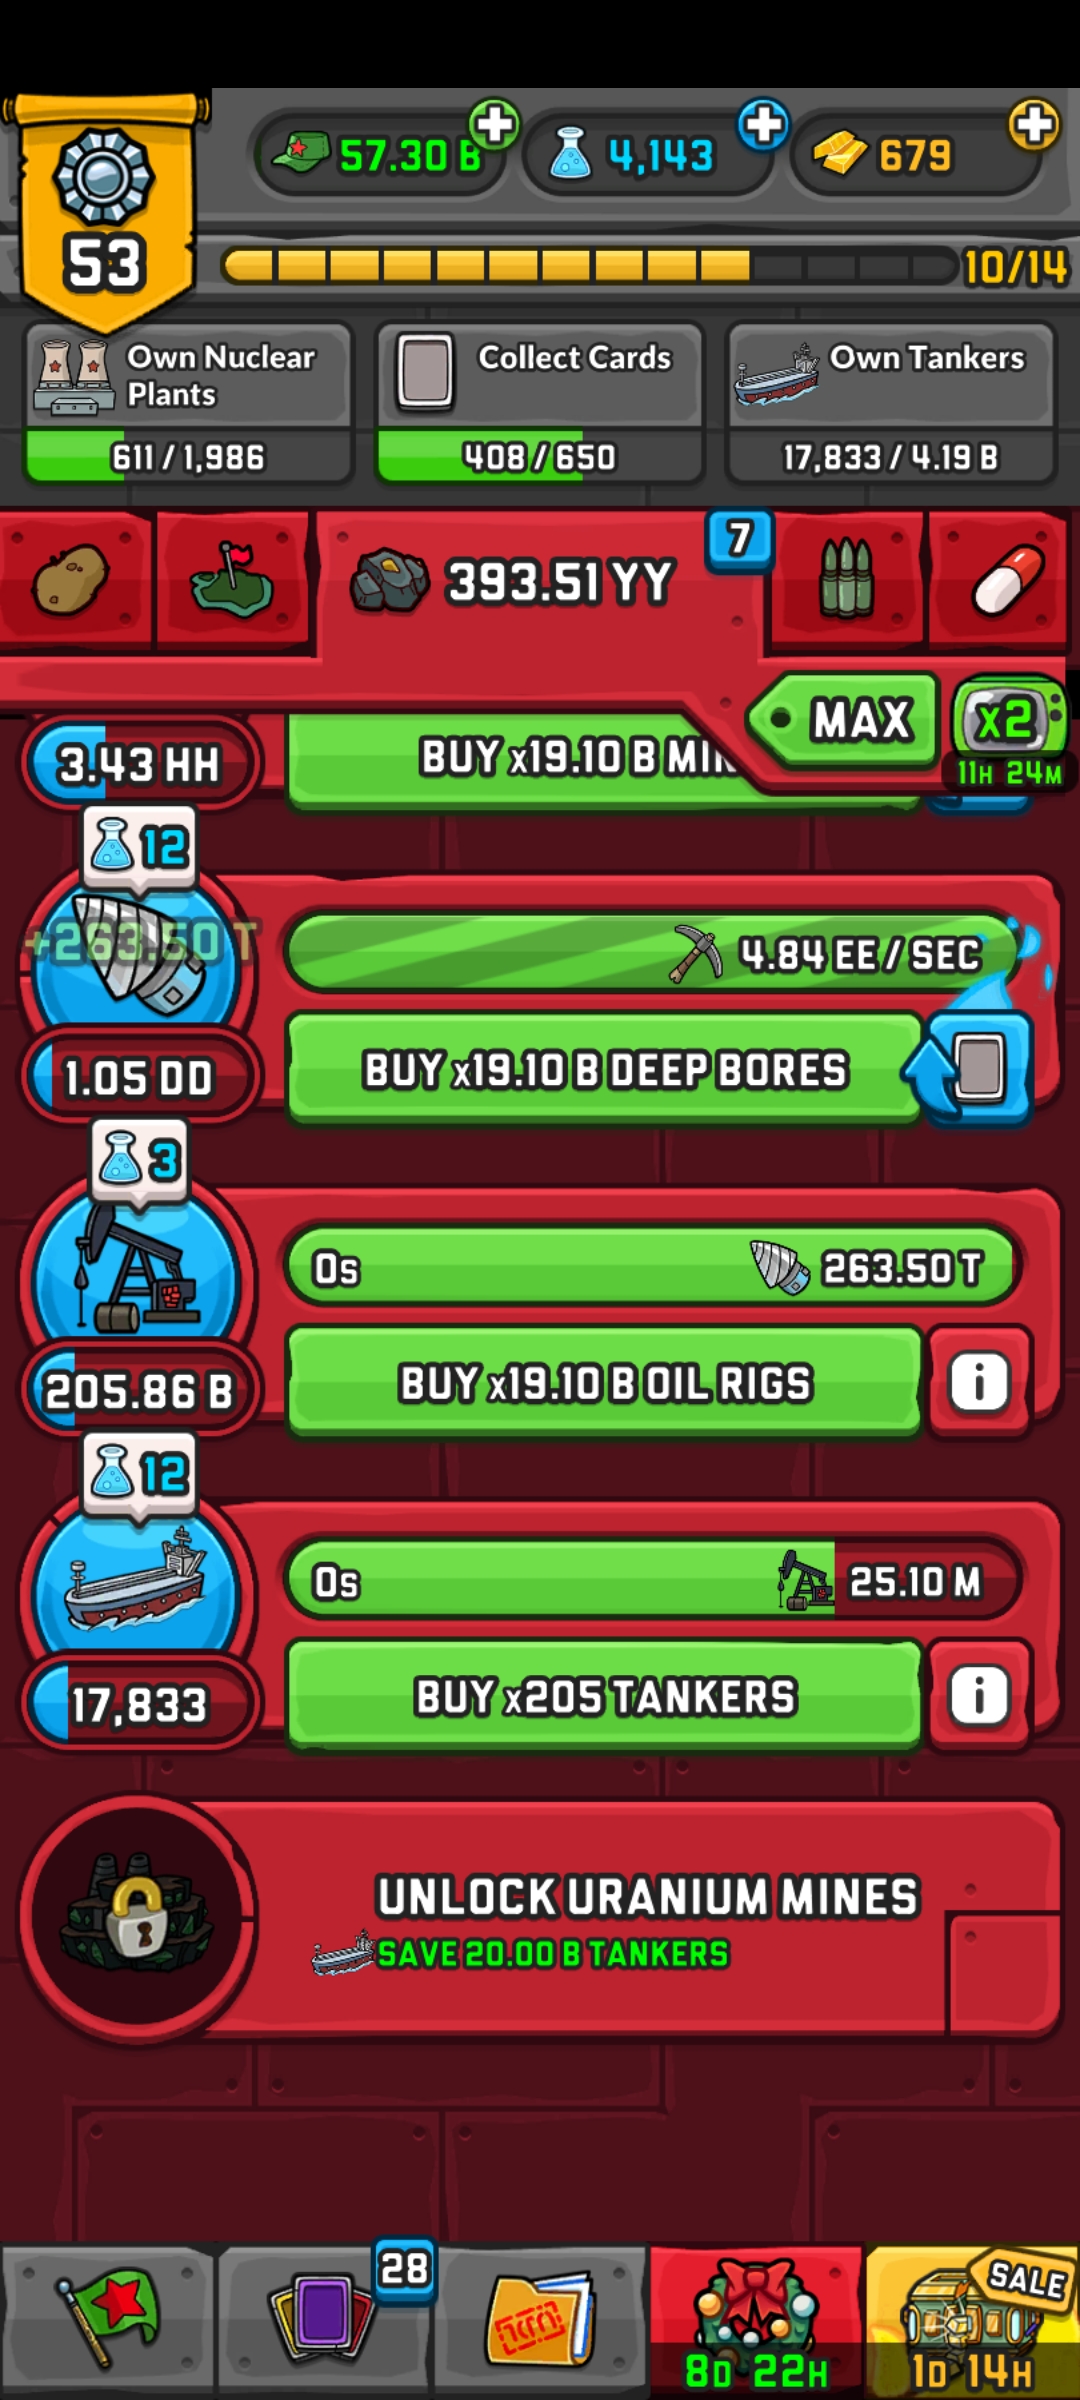 57.30 B
4,143
679
53
10/14
Own Nuclear
Plants
611/1,986
Collect Cards
408/650
Own Tankers
17,833/4.19 B
393.51 YY
7
MAX
x2
11H 24M
3.43 HH
BUY x19.10 B
12
+263.50 T
4.84 EE/SEC
1.05 DD
BUY x19.10 B DEEP BORES
3
0s
263.50 T
205.86 B
BUY x19.10 B OIL RIGS
i
12
0s
25.10 M
17,833
BUY x205 TANKERS
i
UNLOCK URANIUM MINES
SAVE 20.00 B TANKERS
28
8D 22H
SALE
1D 14H